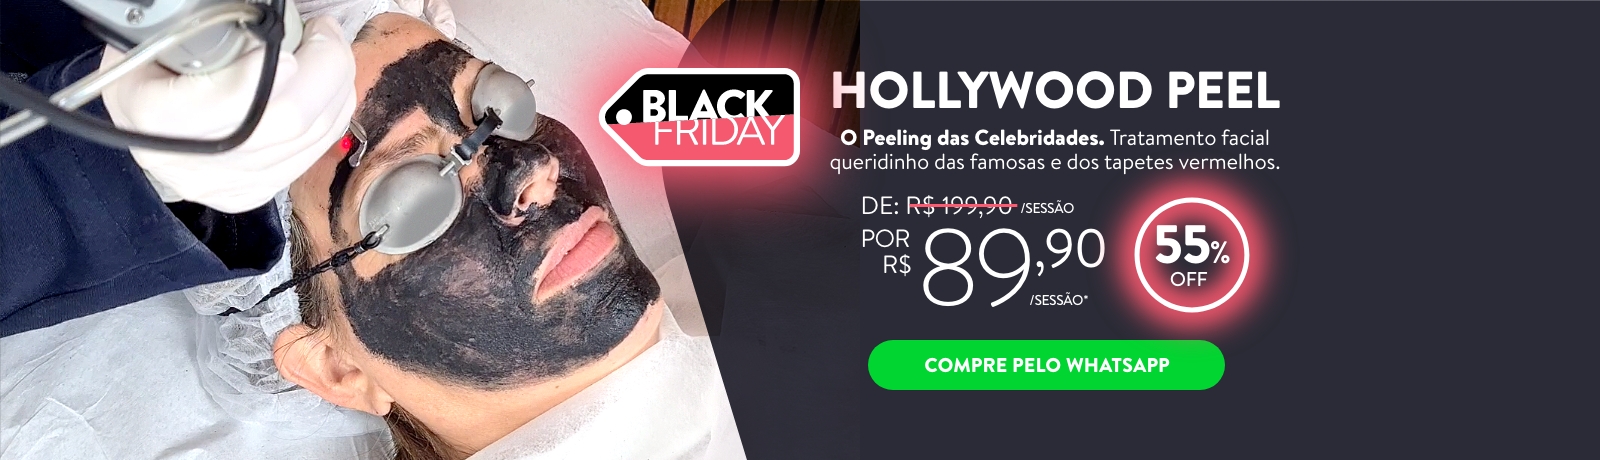 BLACK
FRIDAY
HOLLYWOOD PEEL
O Peeling das Celebridades. Tratamento facial
queridinho das famosas e dos tapetes vermelhos.
DE: R$ 199,90 /SESSÃO
POR
R$ 89,90
/SESSÃO*
55%
OFF
COMPRE PELO WHATSAPP